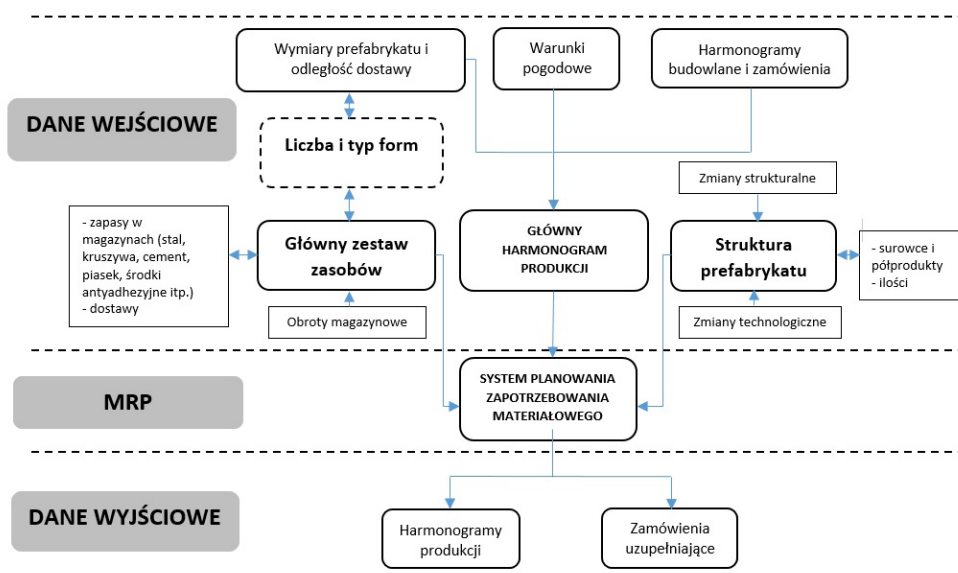 Wymiary prefabrykatu i
odległość dostawy
Warunki
pogodowe
Harmonogramy
budowlane i zamówienia
DANE WEJŚCIOWE
Liczba i typ form
Zmiany strukturalne
- zapasy w
magazynach (stal,
kruszywa, cement,
piasek, środki
antyadhezyjne itp.)
- dostawy
Główny zestaw
zasobów
GŁÓWNY
HARMONOGRAM
PRODUKCJI
Struktura
prefabrykatu
- surowce i
półprodukty
- ilości
Obroty magazynowe
Zmiany technologiczne
MRP
SYSTEM PLANOWANIA
ZAPOTRZEBOWANIA
MATERIAŁOWEGO
DANE WYJŚCIOWE
Harmonogramy
produkcji
Zamówienia
uzupełniające